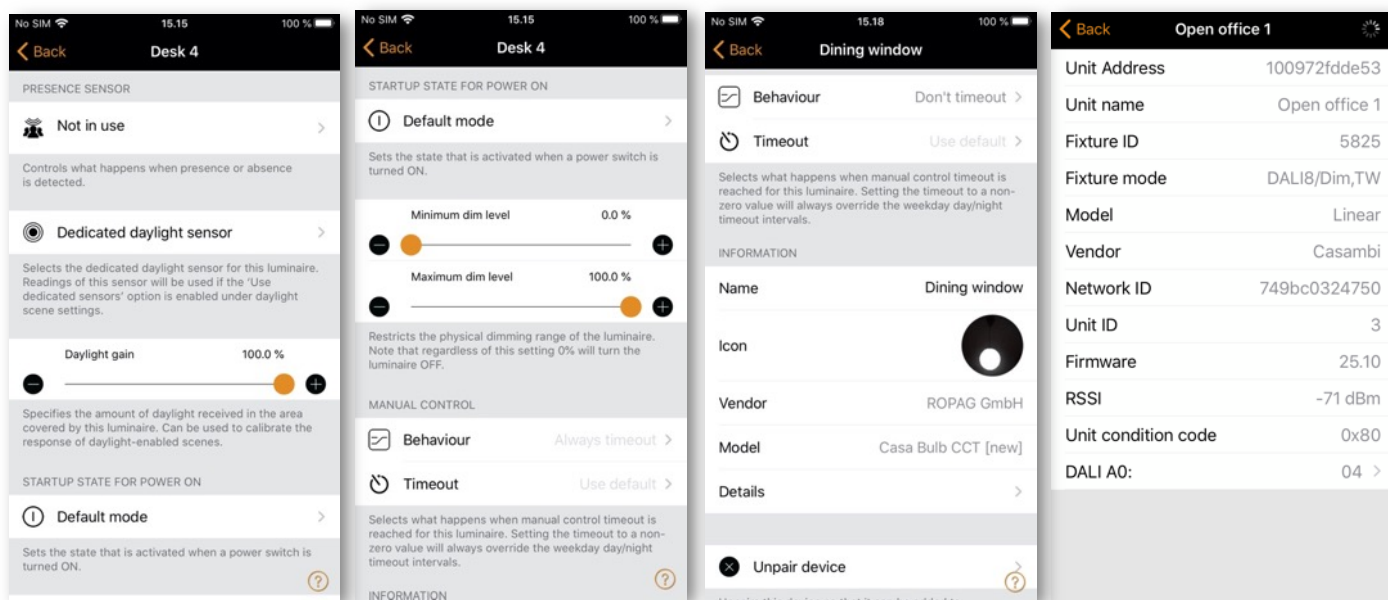 No SIM 15.15 100 %
Back Desk 4
PRESENCE SENSOR
Not in use
Controls what happens when presence or absence
is detected.
Dedicated daylight sensor
Selects the dedicated daylight sensor for this luminaire.
Readings of this sensor will be used if the 'Use
dedicated sensors' option is enabled under daylight
scene settings.
Daylight gain 100.0 %
Specifies the amount of daylight received in the area
covered by this luminaire. Can be used to calibrate the
response of daylight-enabled scenes.
STARTUP STATE FOR POWER ON
Default mode
Sets the state that is activated when a power switch is
turned ON.
?
No SIM 15.15 100 %
Back Desk 4
STARTUP STATE FOR POWER ON
Default mode
Sets the state that is activated when a power switch is
turned ON.
Minimum dim level 0.0 %
Maximum dim level 100.0 %
Restricts the physical dimming range of the luminaire.
Note that regardless of this setting 0% will turn the
luminaire OFF.
MANUAL CONTROL
Behaviour Always timeout
Timeout Use default
Selects what happens when manual control timeout is
reached for this luminaire. Setting the timeout to a non-
zero value will always override the weekday day/night
timeout intervals.
?
INFORMATION
No SIM 15.18 100 %
Back Dining window
Behaviour Don't timeout
Timeout Use default
Selects what happens when manual control timeout is
reached for this luminaire. Setting the timeout to a non-
zero value will always override the weekday day/night
timeout intervals.
INFORMATION
Name Dining window
Icon
Vendor ROPAG GmbH
Model Casa Bulb CCT [new]
Details
Unpair device
?
Back Open office 1
Unit Address 100972fdde53
Unit name Open office 1
Fixture ID 5825
Fixture mode DALI8/Dim,TW
Model Linear
Vendor Casambi
Network ID 749bc0324750
Unit ID 3
Firmware 25.10
RSSI -71 dBm
Unit condition code 0x80
DALI A0: 04